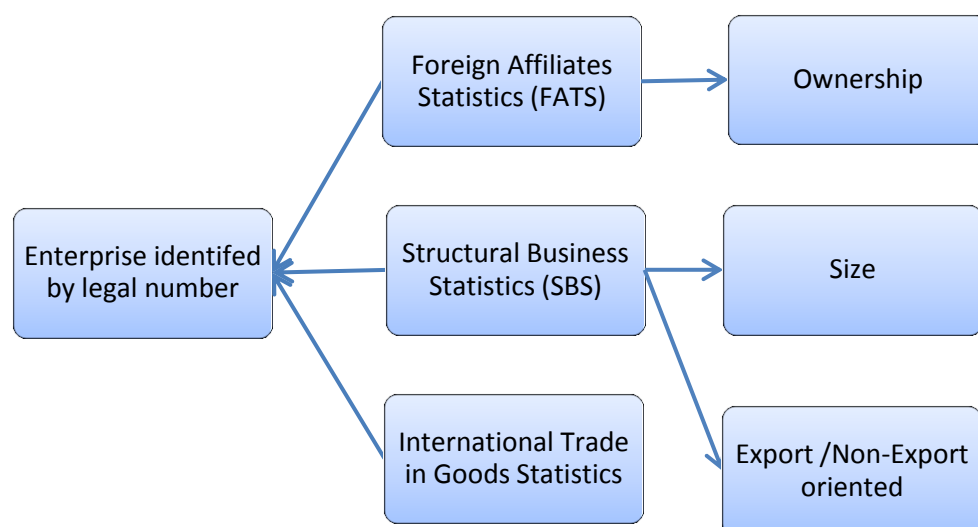 Foreign Affiliates
Statistics (FATS)
Ownership
Enterprise identifed
by legal number
Structural Business
Statistics (SBS)
Size
International Trade
in Goods Statistics
Export /Non-Export
oriented